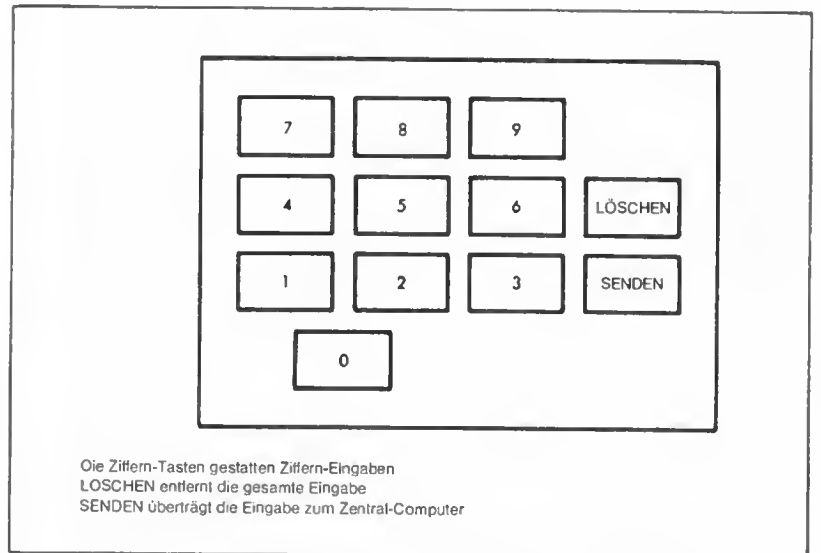 7 8 9
4 5 6 LÖSCHEN
1 2 3 SENDEN
0
Die Ziffern-Tasten gestatten Ziffern-Eingaben
LOSCHEN entfernt die gesamte Eingabe
SENDEN überträgt die Eingabe zum Zentral-Computer